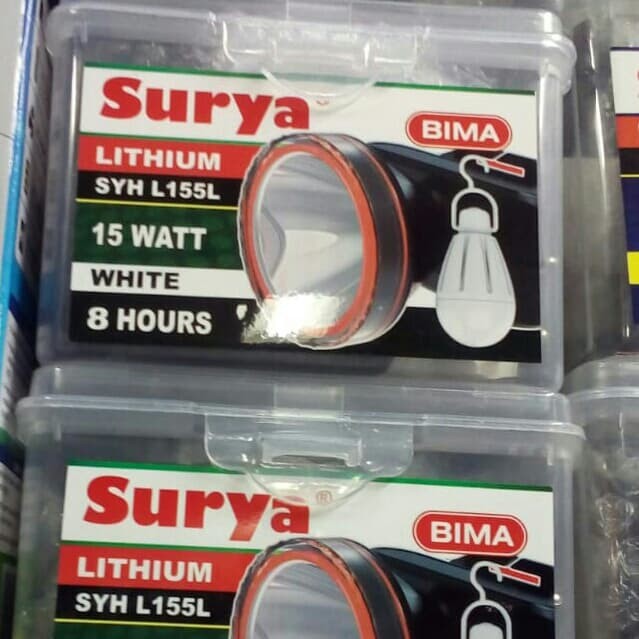 Surya
BIMA
LITHIUM
SYH L155L
15 WATT
WHITE
8 HOURS
Surya®
BIMA
LITHIUM
SYH L155L